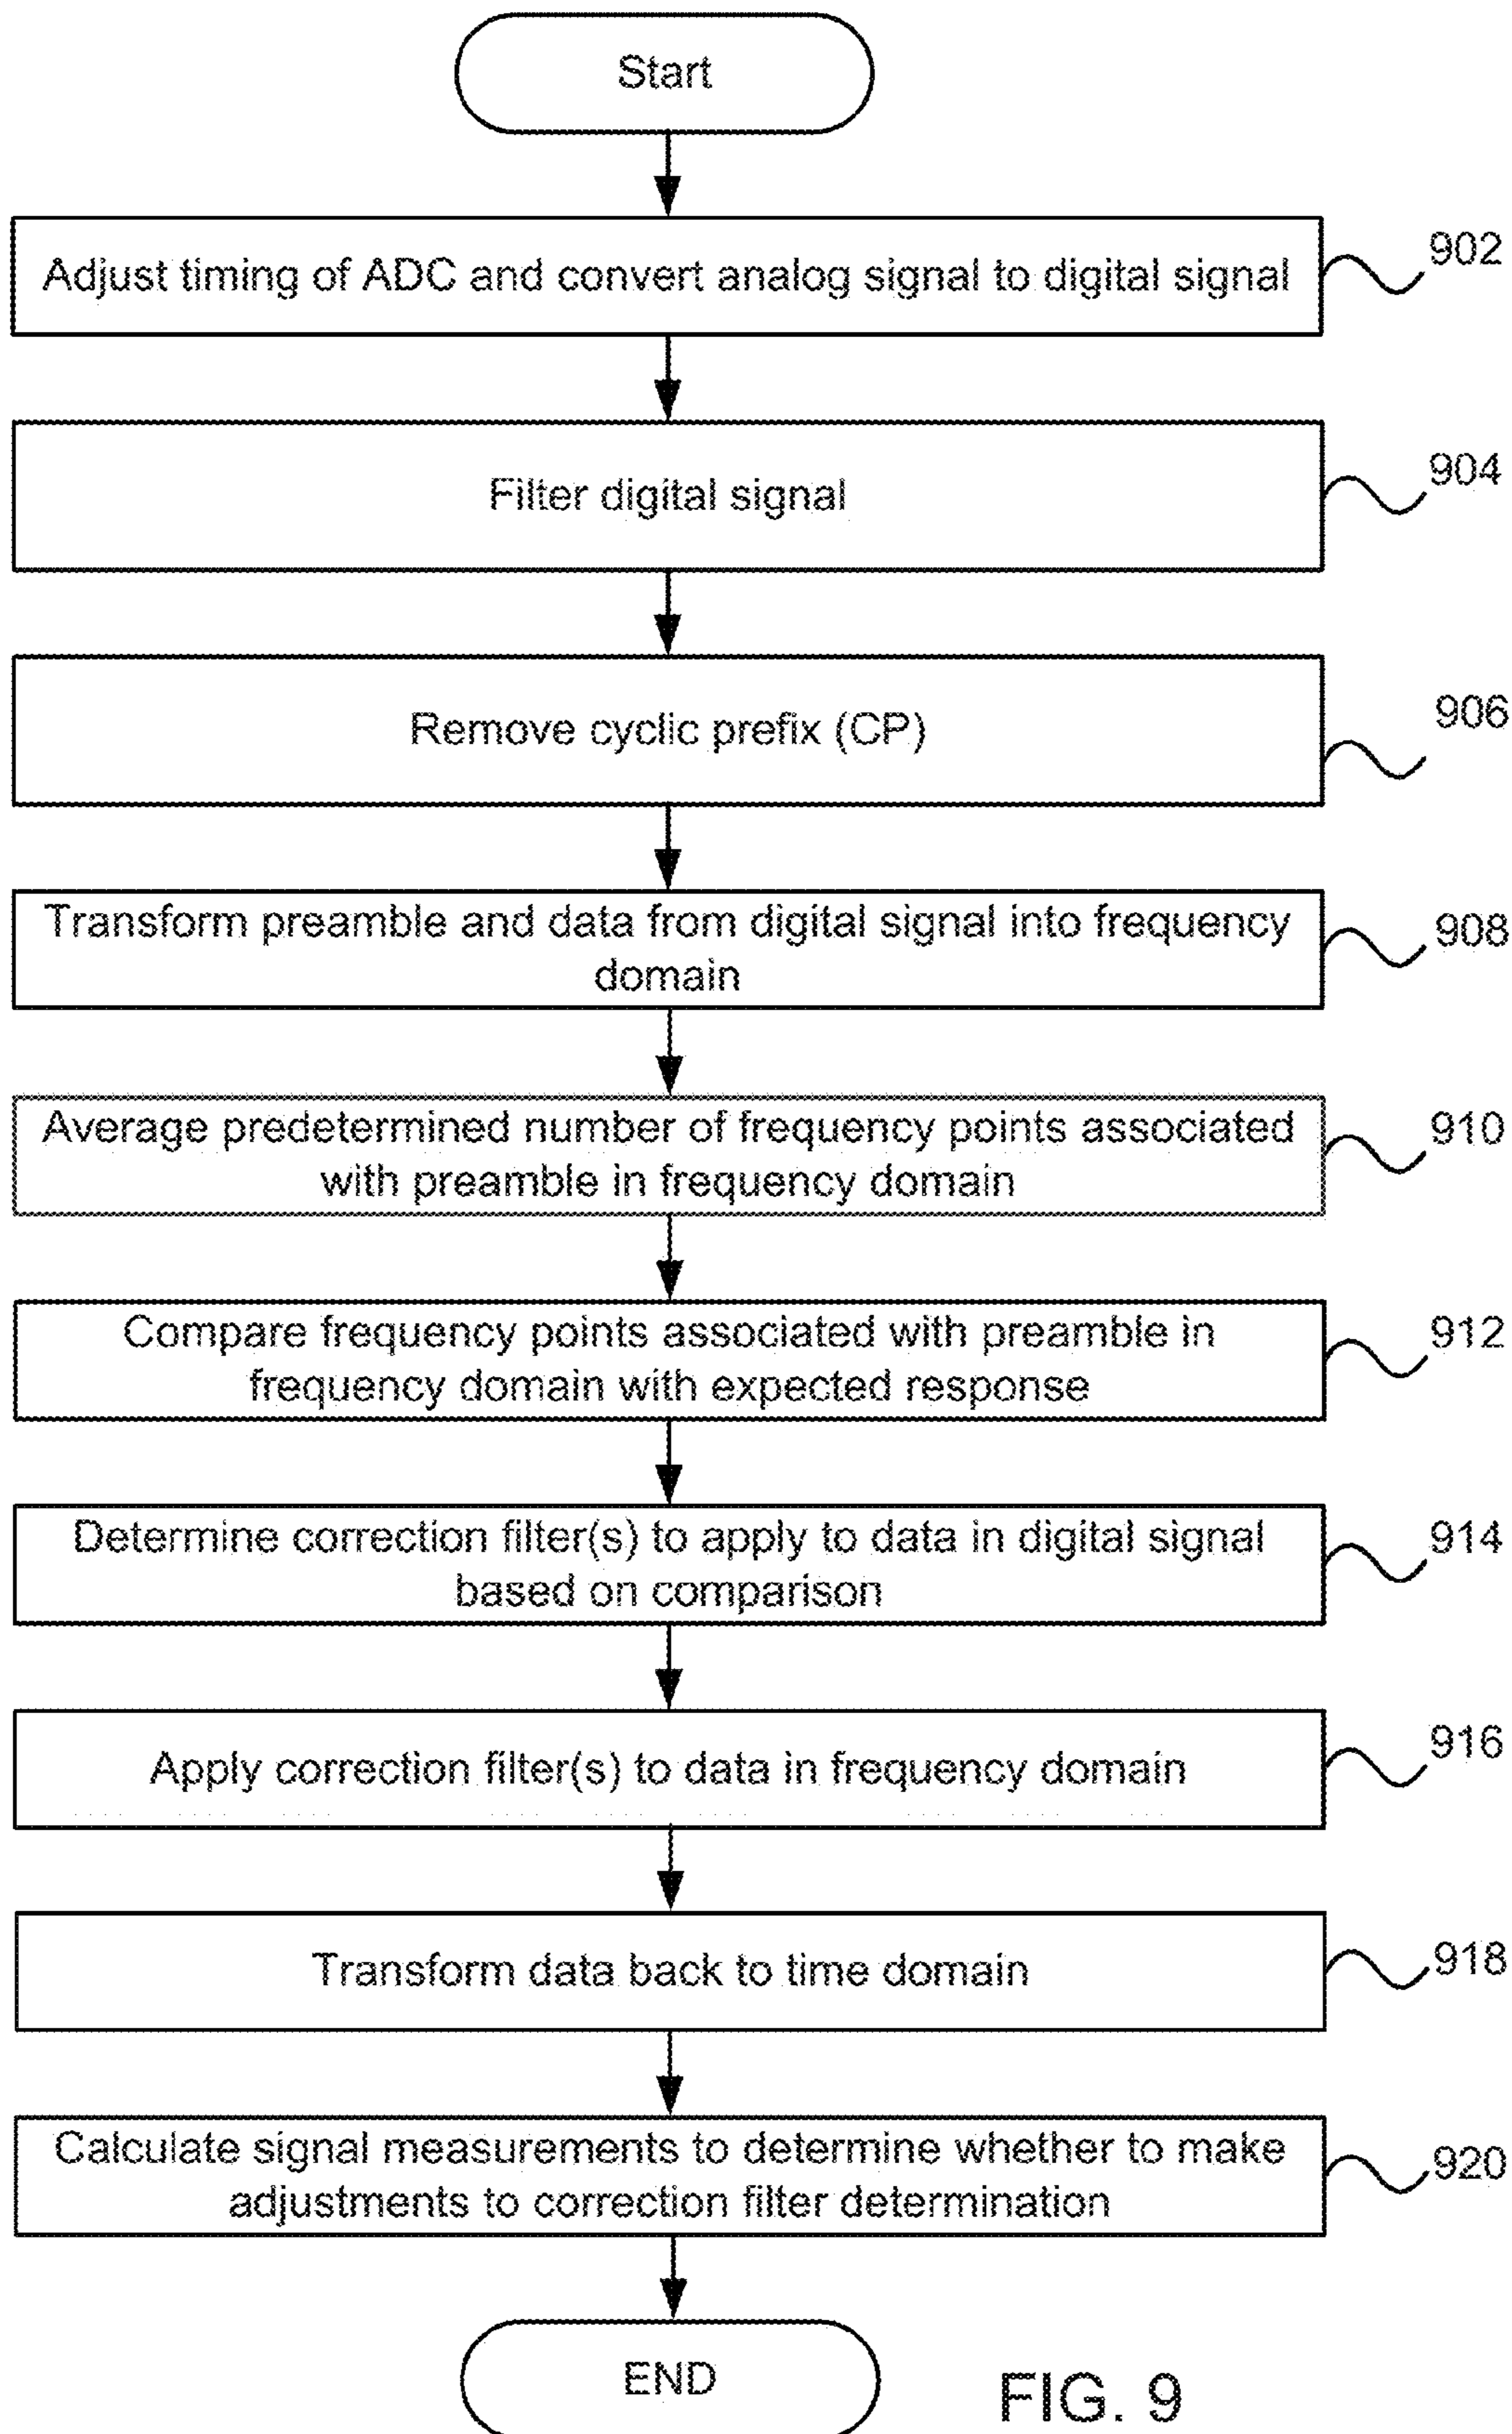 Start
Adjust timing of ADC and convert analog signal to digital signal
902
Filter digital signal
904
Remove cyclic prefix (CP)
906
Transform preamble and data from digital signal into frequency
domain
908
Average predetermined number of frequency points associated
with preamble in frequency domain
910
Compare frequency points associated with preamble in
frequency domain with expected response
912
Determine correction filter(s) to apply to data in digital signal
based on comparison
914
Apply correction filter(s) to data in frequency domain
916
Transform data back to time domain
918
Calculate signal measurements to determine whether to make
adjustments to correction filter determination
920
END
FIG. 9